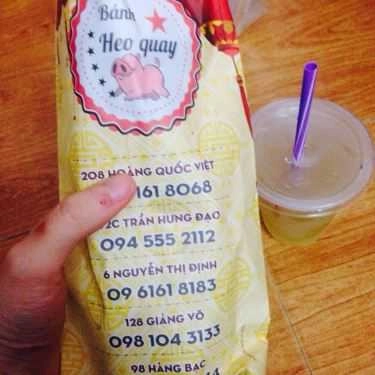 Bánh
Heo quay
208 HOÀNG QUỐC VIỆT
6161 8068
2C TRẦN HƯNG ĐẠO
094 555 2112
6 NGUYỄN THỊ ĐỊNH
09 6161 8183
128 GIẢNG VÕ
098 104 3133
98 HÀNG BẠC